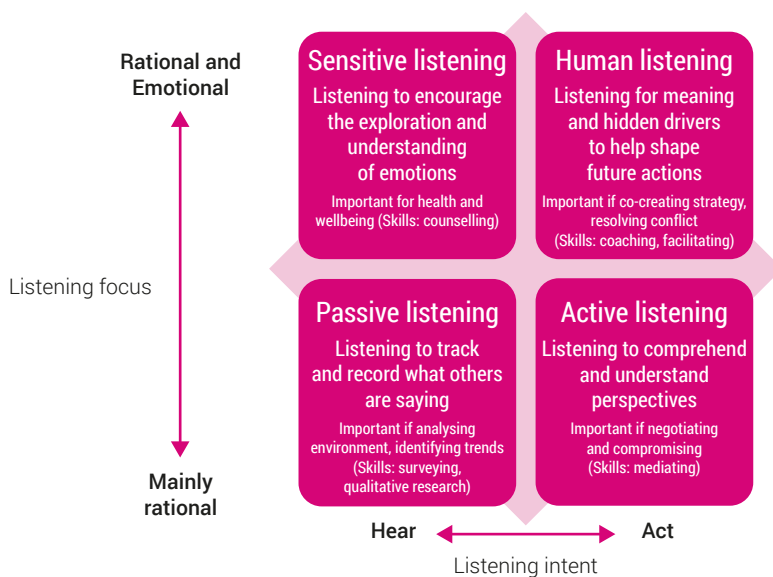 Rational and
Emotional
Listening focus
Mainly
rational
Sensitive listening
Listening to encourage
the exploration and
understanding
of emotions
Important for health and
wellbeing (Skills: counselling)
Human listening
Listening for meaning
and hidden drivers
to help shape
future actions
Important if co-creating strategy,
resolving conflict
(Skills: coaching, facilitating)
Passive listening
Listening to track
and record what others
are saying
Important if analysing
environment, identifying trends
(Skills: surveying,
qualitative research)
Active listening
Listening to comprehend
and understand
perspectives
Important if negotiating
and compromising
(Skills: mediating)
Hear
Act
Listening intent